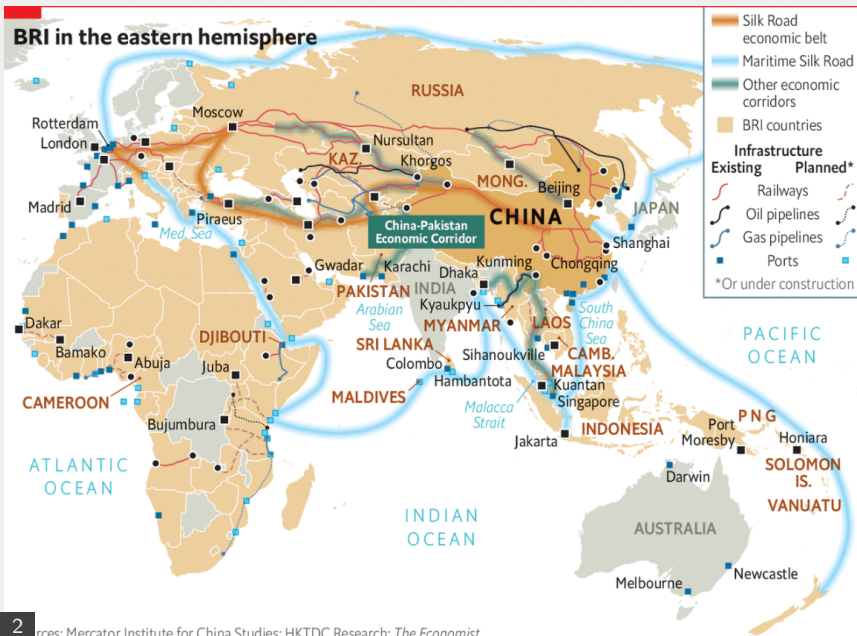 BRI in the eastern hemisphere
Silk Road
economic belt
Maritime Silk Road
Other economic
corridors
BRI countries
Infrastructure
Existing Planned*
Railways
Oil pipelines
Gas pipelines
Ports
*Or under construction
RUSSIA
Moscow
Rotterdam
London
Nursultan
KAZ.
Khorgos
MONG.
Beijing
Madrid
Piraeus
CHINA
JAPAN
Med. Sea
China-Pakistan
Economic Corridor
Shanghai
Gwadar
Karachi
Dhaka
Kunming
Chongqing
PAKISTAN
INDIA
Kyaukpyu
Arabian
Sea
South
China
Sea
Dakar
MYANMAR
LAOS
PACIFIC
OCEAN
DJIBOUTI
SRI LANKA
Bamako
Abuja
Juba
Colombo
Sihanoukville
CAMB.
MALAYSIA
Hambantota
Kuantan
CAMEROON
MALDIVES
Malacca
Strait
Singapore
Bujumbura
Jakarta
INDONESIA
PNG
Port
Moresby
Honiara
SOLOMON
IS.
ATLANTIC
OCEAN
Darwin
VANUATU
INDIAN
OCEAN
AUSTRALIA
Newcastle
Melbourne
2
rces: Mercator Institute for China Studies; HKTDC Research; The Economist